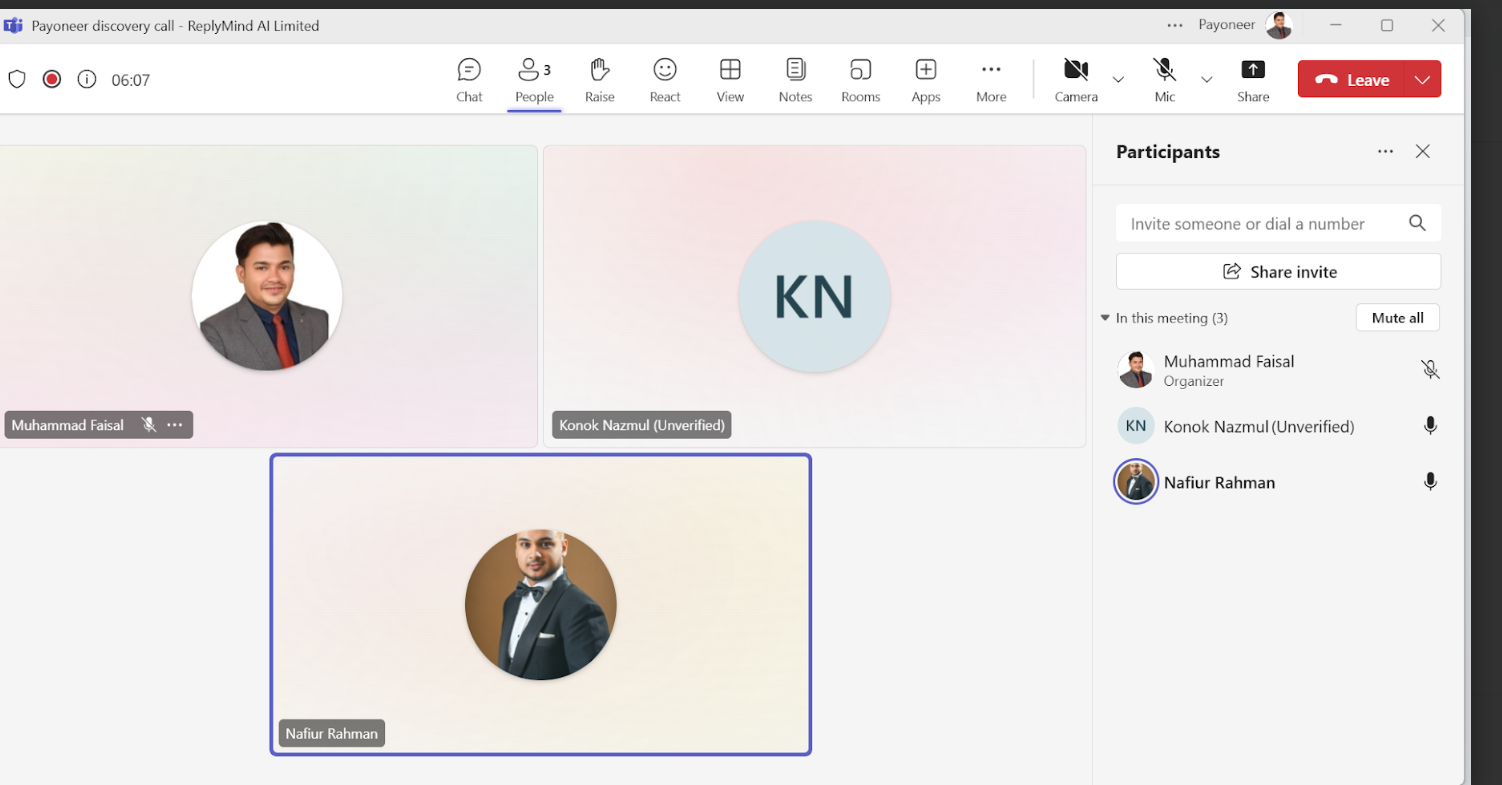 Payoneer discovery call - ReplyMind AI Limited
Payoneer
06:07
Chat
People
3
Raise
React
View
Notes
Rooms
Apps
More
Camera
Mic
Share
Leave
KN
Muhammad Faisal
Konok Nazmul (Unverified)
Nafiur Rahman
Participants
Invite someone or dial a number
Share invite
In this meeting (3)
Mute all
Muhammad Faisal
Organizer
KN
Konok Nazmul (Unverified)
Nafiur Rahman